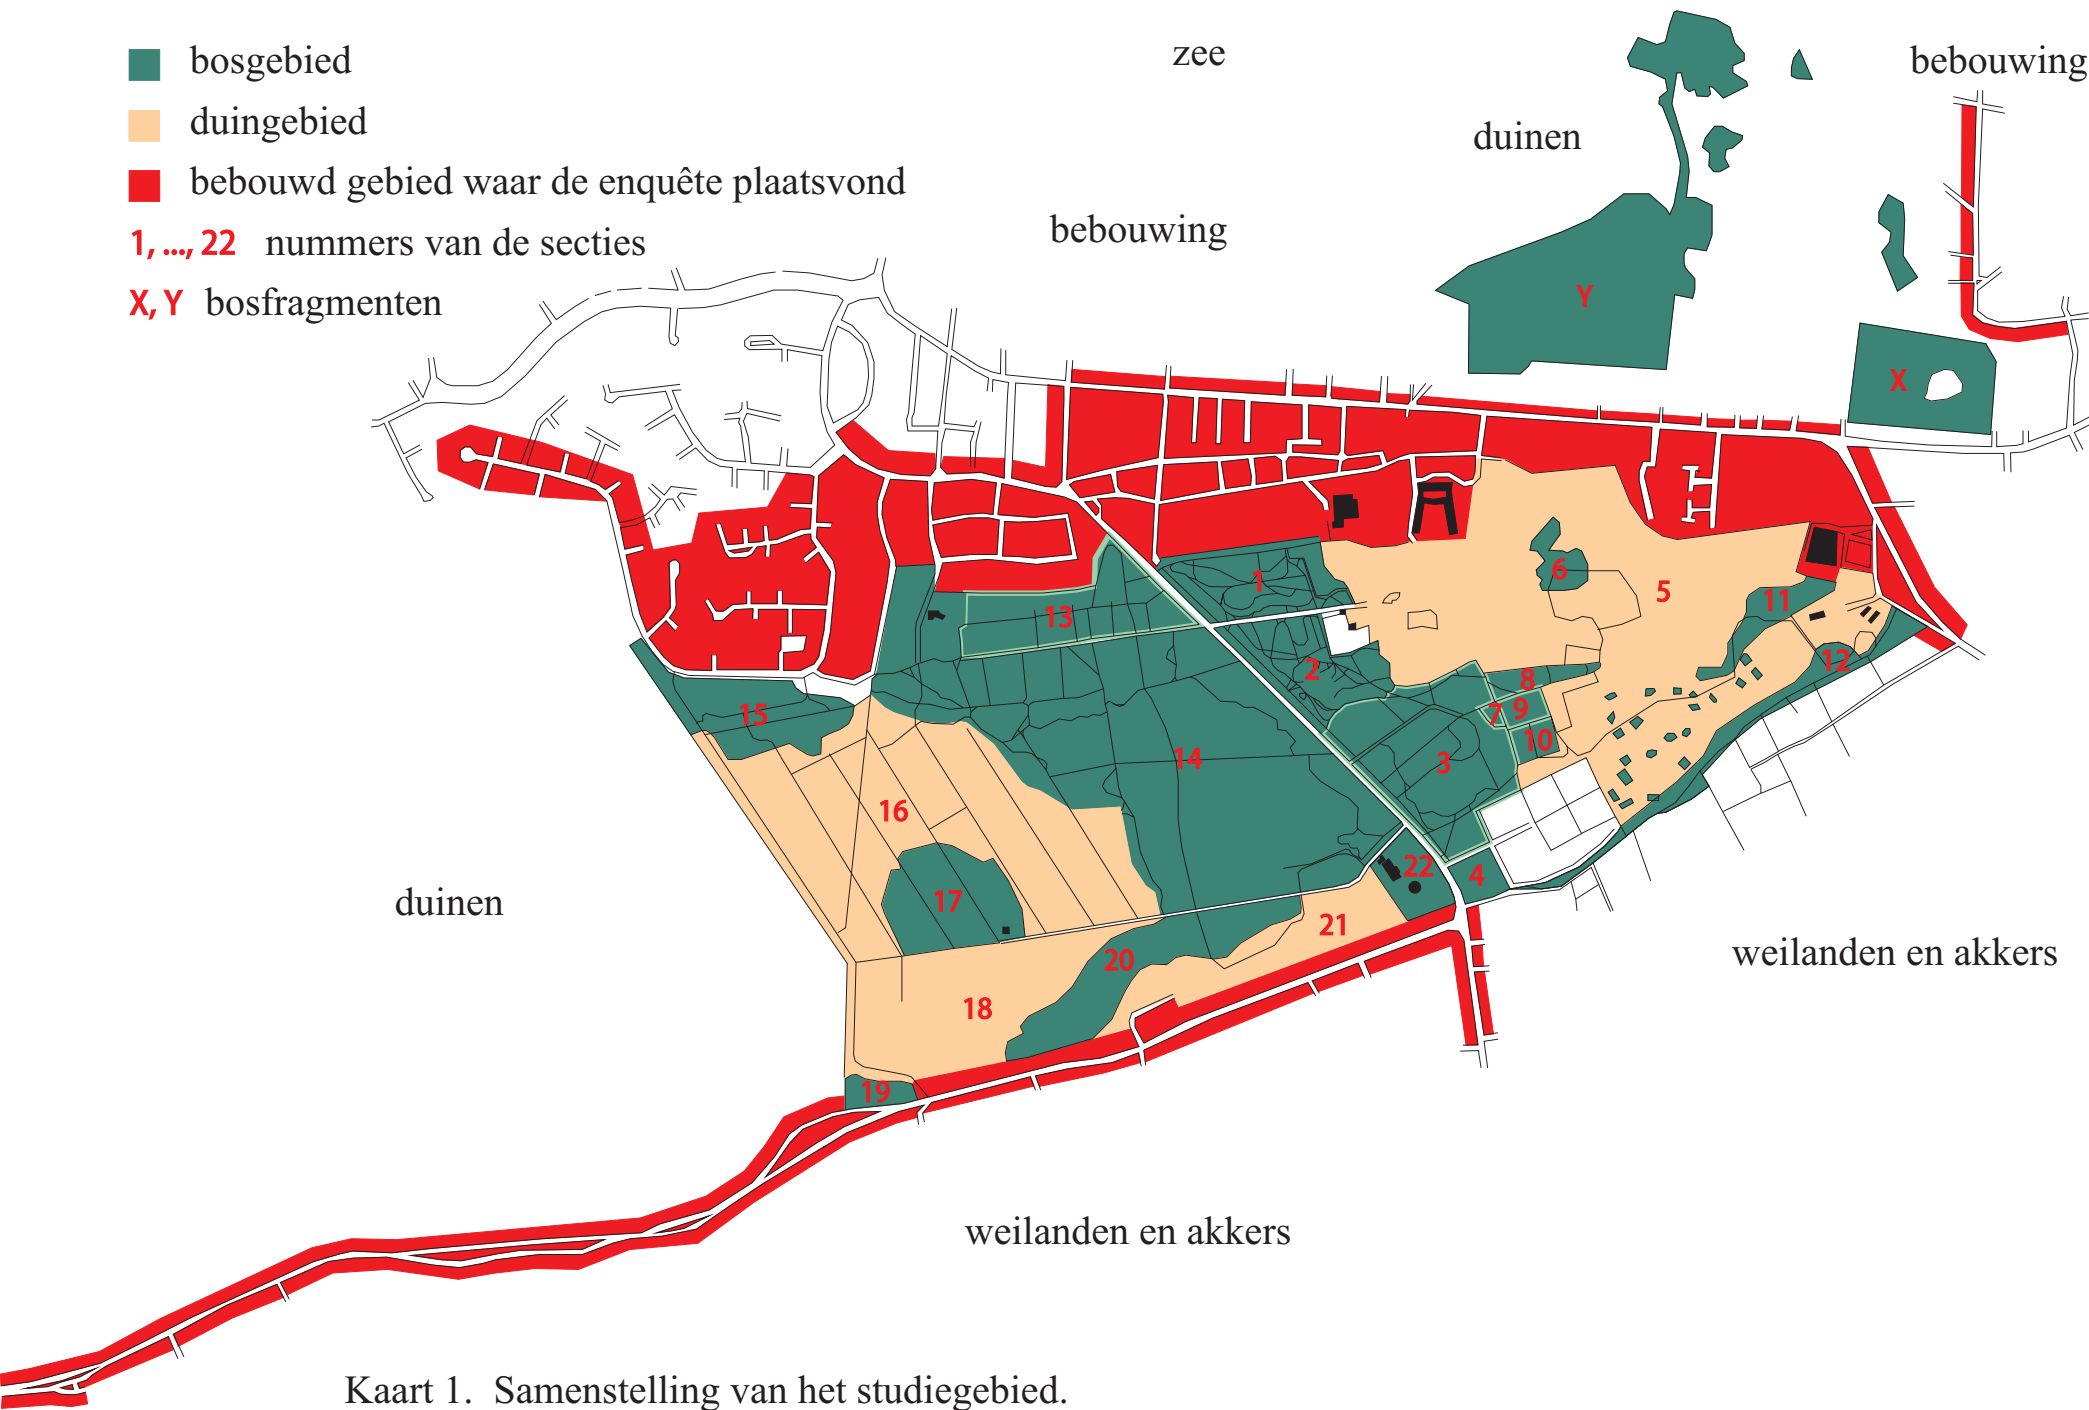 bosgebied
duingebied
bebouwd gebied waar de enquête plaatsvond
1, ..., 22 nummers van de secties
X, Y bosfragmenten
zee
bebouwing
duinen
bebouwing
Y
X
1
6
5
11
13
2
8
12
7
9
15
10
14
3
16
22
4
17
21
duinen
20
weilanden en akkers
18
19
weilanden en akkers
Kaart 1. Samenstelling van het studiegebied.